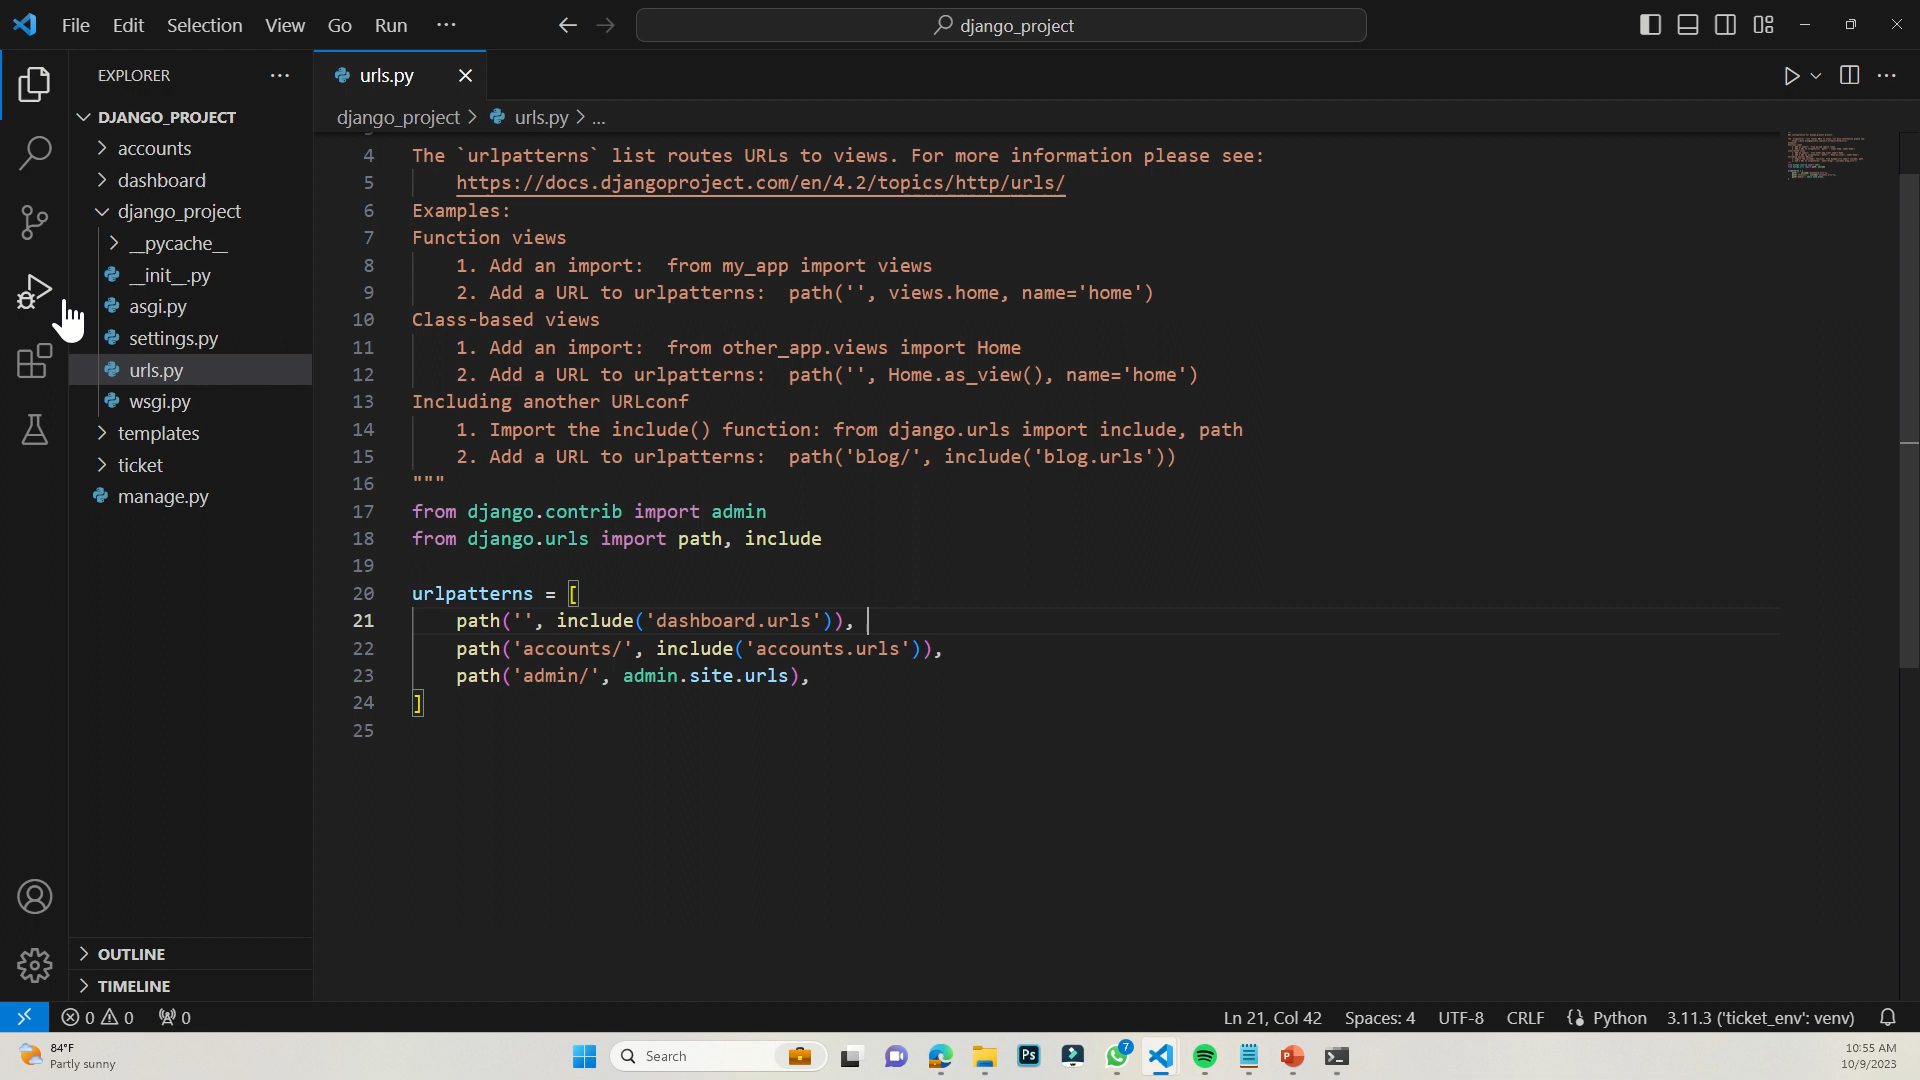 File Edit Selection View Go Run ···
django_project
EXPLORER ···
DJANGO_PROJECT
accounts
dashboard
django_project
__pycache__
__init__.py
asgi.py
settings.py
urls.py
wsgi.py
templates
ticket
manage.py
OUTLINE
TIMELINE
urls.py
django_project > urls.py > ...
4 The `urlpatterns` list routes URLs to views. For more information please see:
5 https://docs.djangoproject.com/en/4.2/topics/http/urls/
6 Examples:
7 Function views
8 1. Add an import:  from my_app import views
9 2. Add a URL to urlpatterns:  path('', views.home, name='home')
10 Class-based views
11 1. Add an import:  from other_app.views import Home
12 2. Add a URL to urlpatterns:  path('', Home.as_view(), name='home')
13 Including another URLconf
14 1. Import the include() function: from django.urls import include, path
15 2. Add a URL to urlpatterns:  path('blog/', include('blog.urls'))
16 """
17 from django.contrib import admin
18 from django.urls import path, include
19
20 urlpatterns = [
21 path('', include('dashboard.urls')),
22 path('accounts/', include('accounts.urls')),
23 path('admin/', admin.site.urls),
24 ]
25
0 0 0
Ln 21, Col 42 Spaces: 4 UTF-8 CRLF Python 3.11.3 ('ticket_env': venv)
84°F
Partly sunny
Search
Ps
7
10:55 AM
10/9/2023